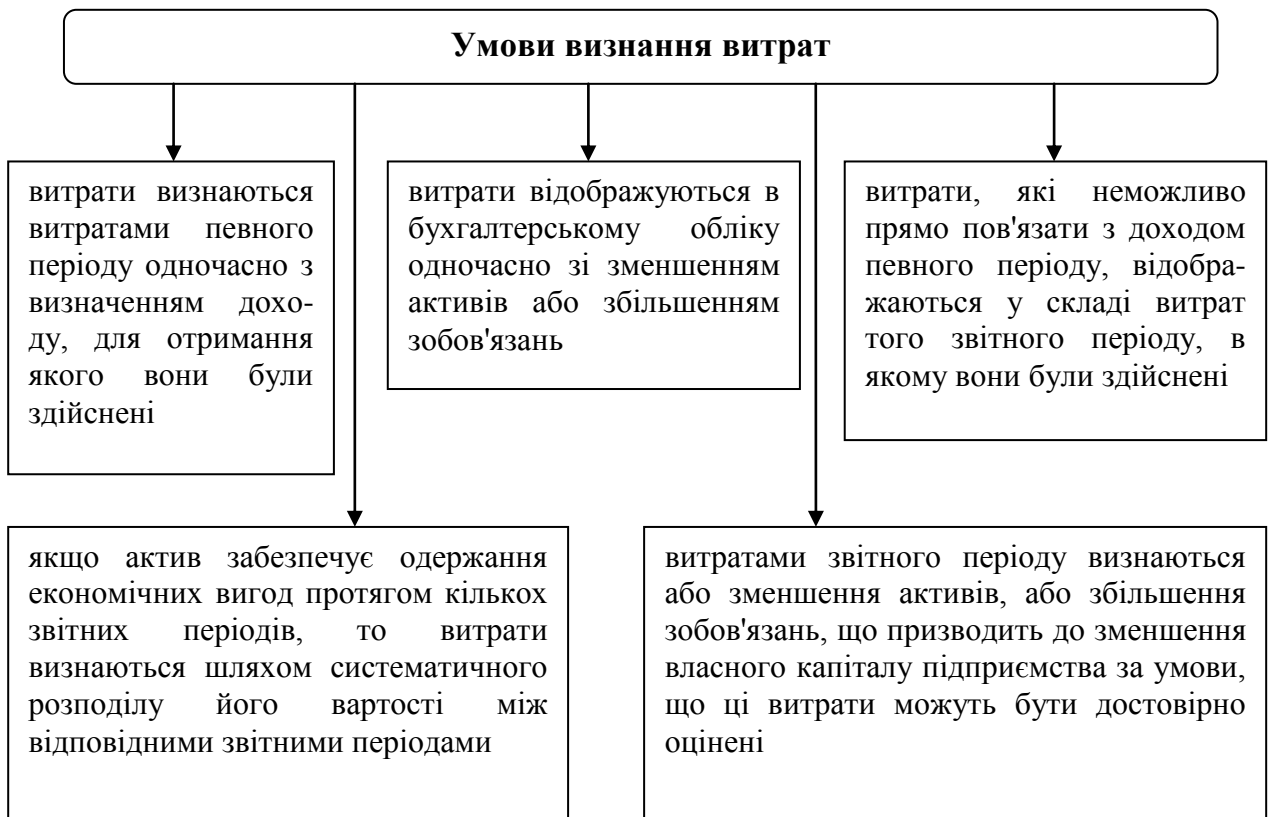 Умови визнання витрат
витрати визнаються
витратами певного
періоду одночасно з
визначенням дохо-
ду, для отримання
якого вони були
здійснені
витрати відображуються в
бухгалтерському обліку
одночасно зі зменшенням
активів або збільшенням
зобов'язань
витрати, які неможливо
прямо пов'язати з доходом
певного періоду, відобра-
жаються у складі витрат
того звітного періоду, в
якому вони були здійснені
якщо актив забезпечує одержання
економічних вигод протягом кількох
звітних періодів, то витрати
визнаються шляхом систематичного
розподілу його вартості між
відповідними звітними періодами
витратами звітного періоду визнаються
або зменшення активів, або збільшення
зобов'язань, що призводить до зменшення
власного капіталу підприємства за умови,
що ці витрати можуть бути достовірно
оцінені